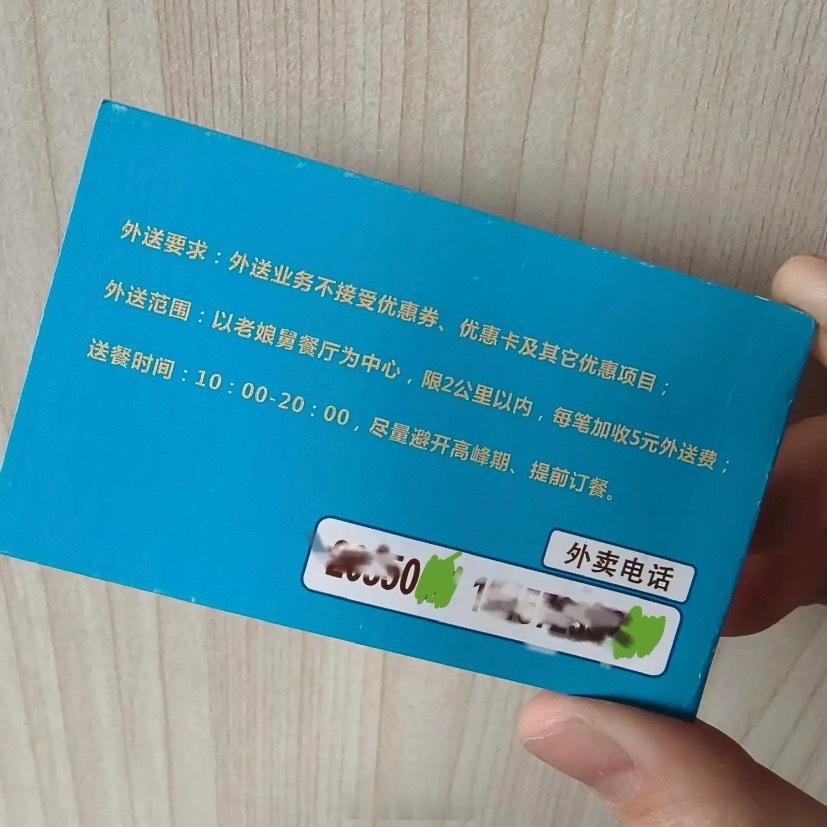 外送要求：外送业务不接受优惠券、优惠卡及其它优惠项目；
外送范围：以老娘舅餐厅为中心，限2公里以内，每笔加收5元外送费；
送餐时间：10：00-20：00，尽量避开高峰期、提前订餐。
外卖电话